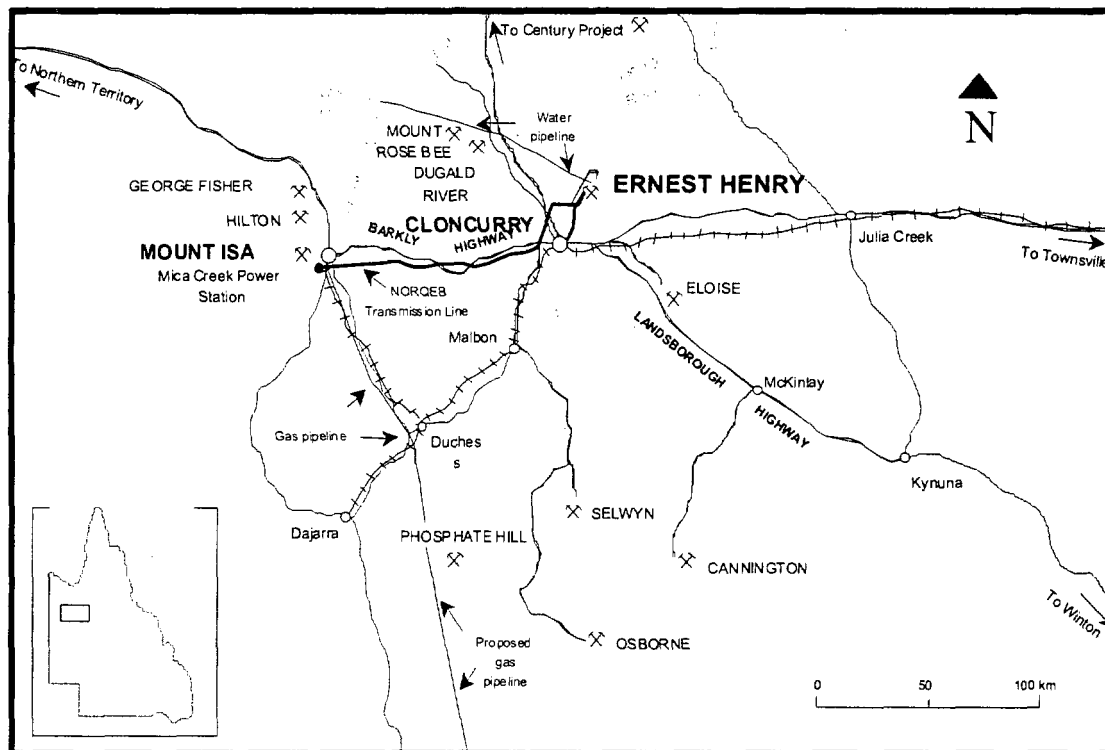 To Century Project
To Northern Territory
N
Water
pipeline
MOUNT
ROSE BEE
DUGALD
RIVER
GEORGE FISHER
HILTON
ERNEST HENRY
CLONCURRY
BARKLY
HIGHWAY
MOUNT ISA
Mica Creek Power
Station
Julia Creek
To Townsville
NORQEB
Transmission Line
ELOISE
Malbon
LANDSBOROUGH
HIGHWAY
McKinlay
Gas pipeline
Duches
s
Kynuna
Dajarra
PHOSPHATE HILL
SELWYN
CANNINGTON
To Winton
OSBORNE
Proposed
gas
pipeline
0 50 100 km